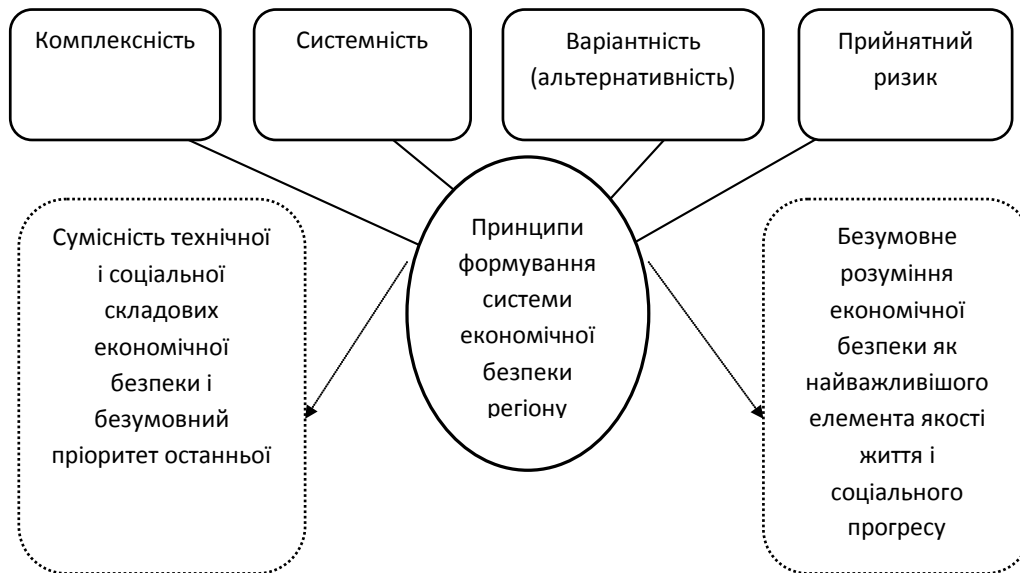 Комплексність
Системність
Варіантність
(альтернативність)
Прийнятний
ризик
Принципи
формування
системи
економічної
безпеки
регіону
Сумісність технічної
і соціальної
складових
економічної
безпеки і
безумовний
пріоритет останньої
Безумовне
розуміння
економічної
безпеки як
найважливішого
елемента якості
життя і
соціального
прогресу